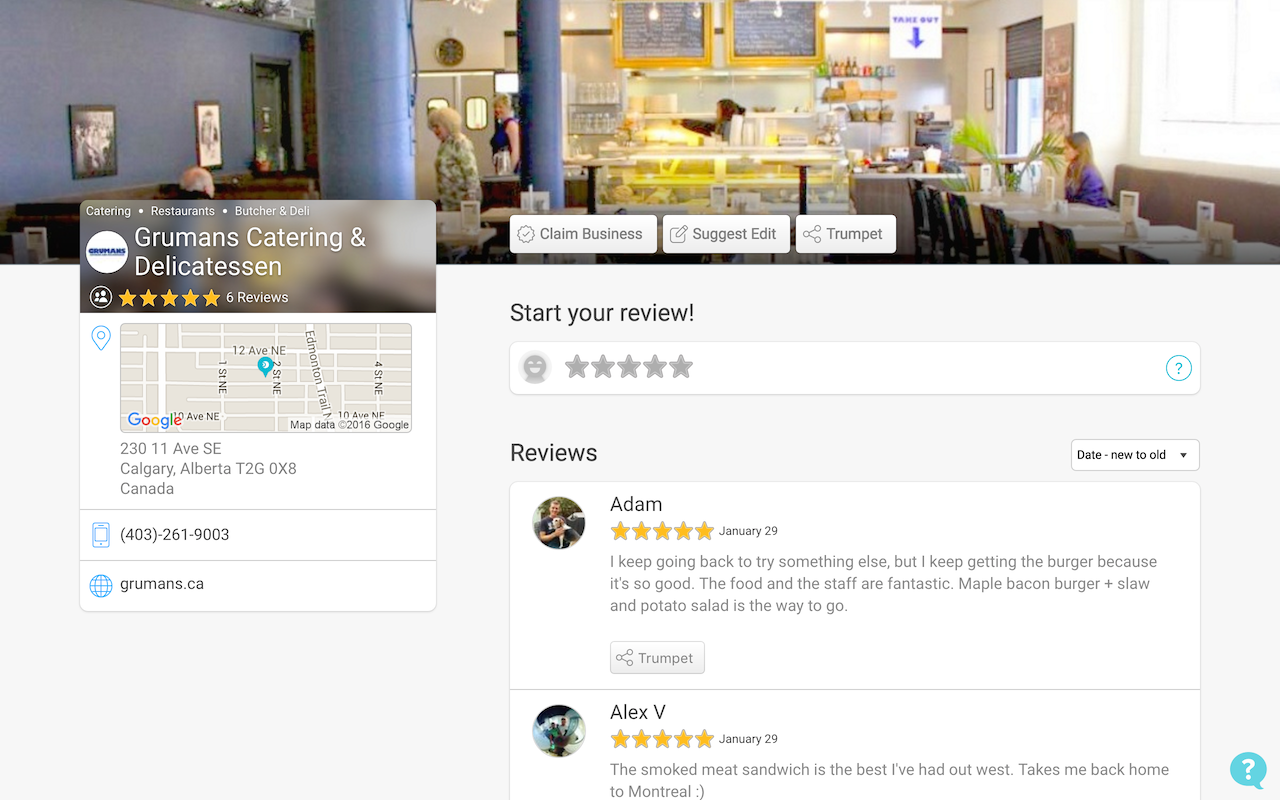 TAKE OUT
Catering • Restaurants • Butcher & Deli
GRUMANS
Grumans Catering &
Delicatessen
6 Reviews
Claim Business
Suggest Edit
Trumpet
12 Ave NE
1 St NE
2 St NE
Edmonton Trail N
4 St NE
10 Ave NE
10 Ave NE
Google
Map data ©2016 Google
230 11 Ave SE
Calgary, Alberta T2G 0X8
Canada
(403)-261-9003
grumans.ca
Start your review!
?
Reviews
Date - new to old
Adam
January 29
I keep going back to try something else, but I keep getting the burger because
it's so good. The food and the staff are fantastic. Maple bacon burger + slaw
and potato salad is the way to go.
Trumpet
Alex V
January 29
The smoked meat sandwich is the best I've had out west. Takes me back home
to Montreal :)
?